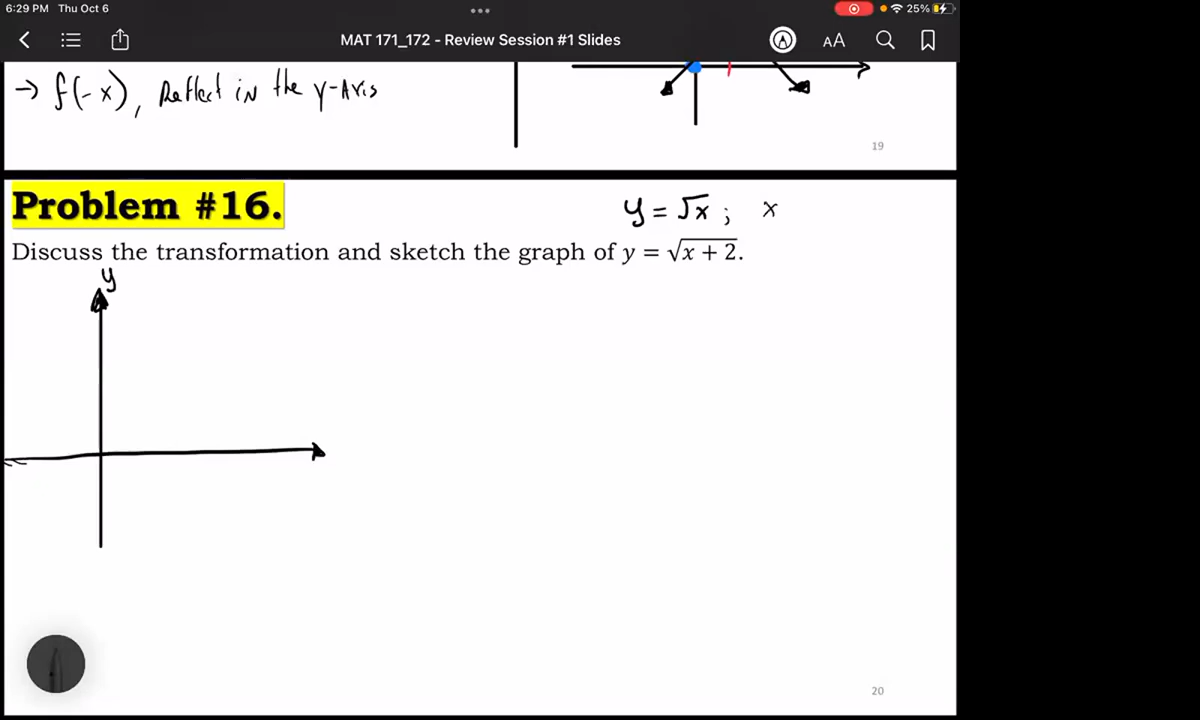 6:29 PM Thu Oct 6
25%
MAT 171_172 - Review Session #1 Slides
AA
→ f(-x), Reflect in the y-Axis
19
Problem #16.
y = √x ; x
Discuss the transformation and sketch the graph of y = √(x + 2).
y
20